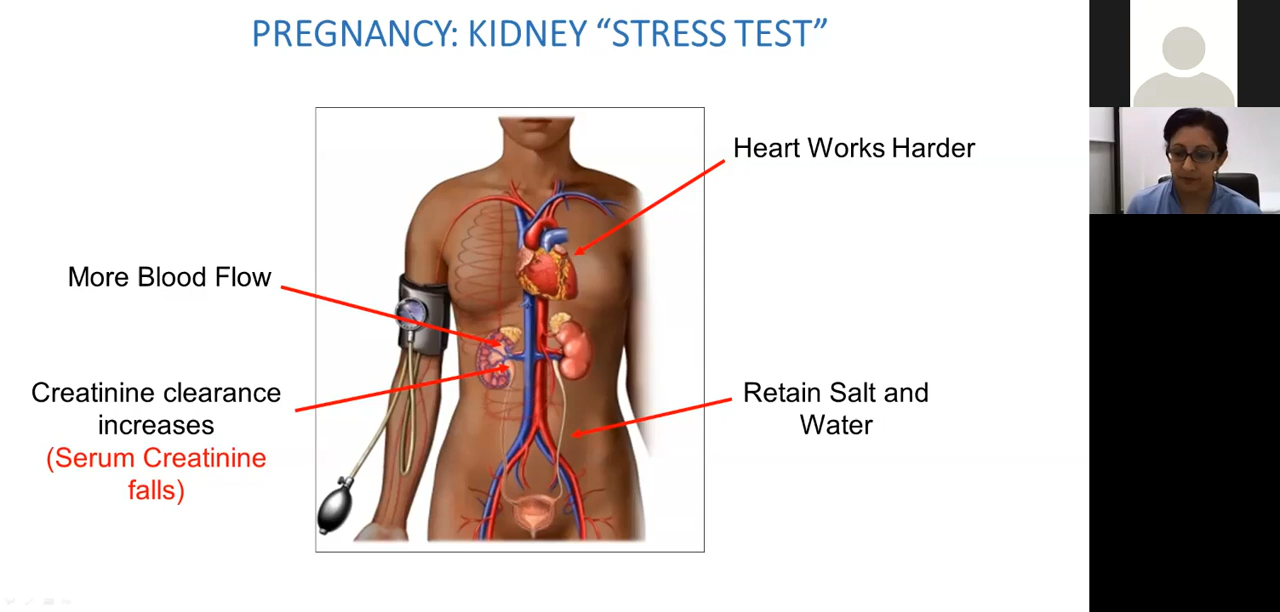 PREGNANCY: KIDNEY “STRESS TEST”
Heart Works Harder
More Blood Flow
Creatinine clearance
increases
(Serum Creatinine
falls)
Retain Salt and
Water